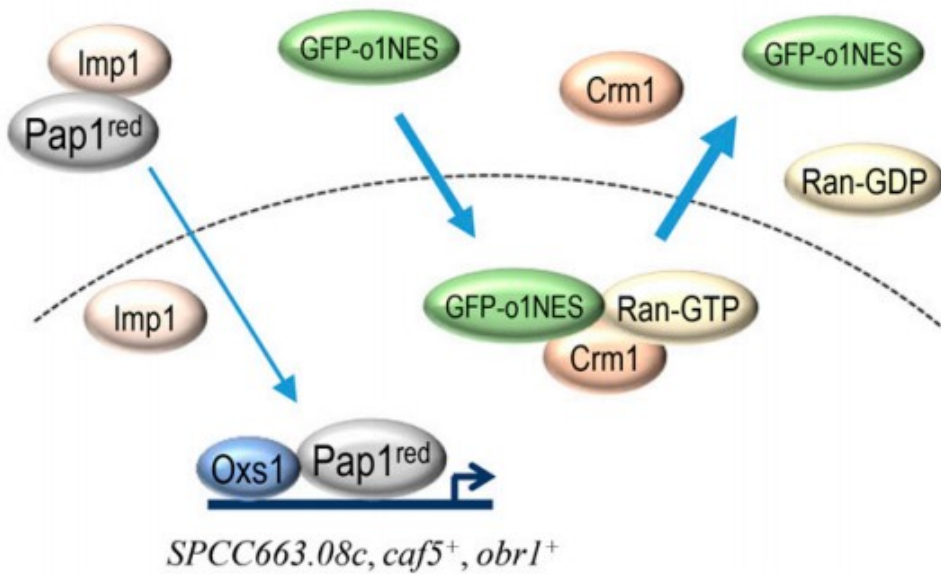 Imp1
Pap1red
GFP-o1NES
Crm1
GFP-o1NES
Ran-GDP
Imp1
GFP-o1NES
Ran-GTP
Crm1
Oxs1
Pap1red
SPCC663.08c, caf5+, obr1+